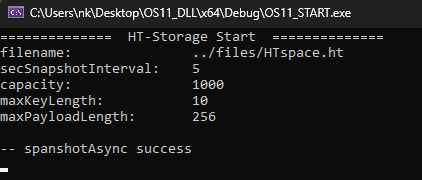 C:\Users\nk\Desktop\OS11_DLL\x64\Debug\OS11_START.exe
============== HT-Storage Start ==============
filename: ../files/HTspace.ht
secSnapshotInterval: 5
capacity: 1000
maxKeyLength: 10
maxPayloadLength: 256
-- spanshotAsync success